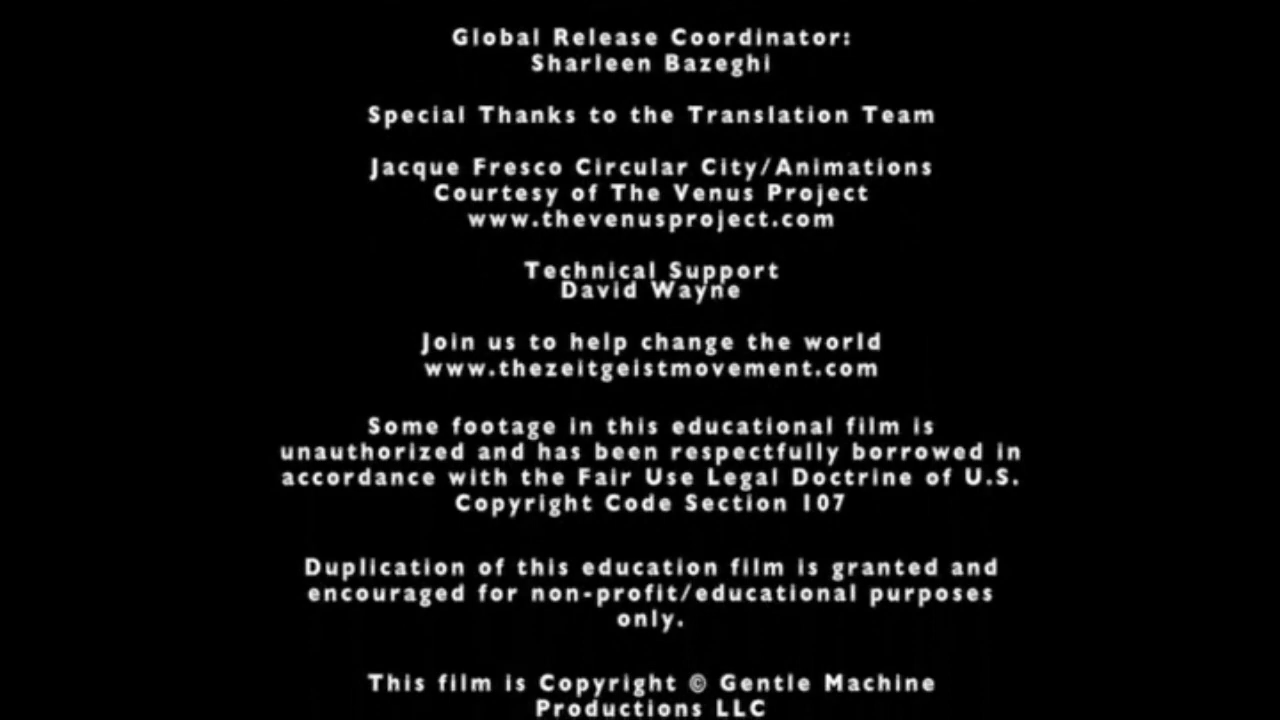 Global Release Coordinator:
Sharleen Bazeghi
Special Thanks to the Translation Team
Jacque Fresco Circular City/Animations
Courtesy of The Venus Project
www.thevenusproject.com
Technical Support
David Wayne
Join us to help change the world
www.thezeitgeistmovement.com
Some footage in this educational film is
unauthorized and has been respectfully borrowed in
accordance with the Fair Use Legal Doctrine of U.S.
Copyright Code Section 107
Duplication of this education film is granted and
encouraged for non-profit/educational purposes
only.
This film is Copyright © Gentle Machine
Productions LLC